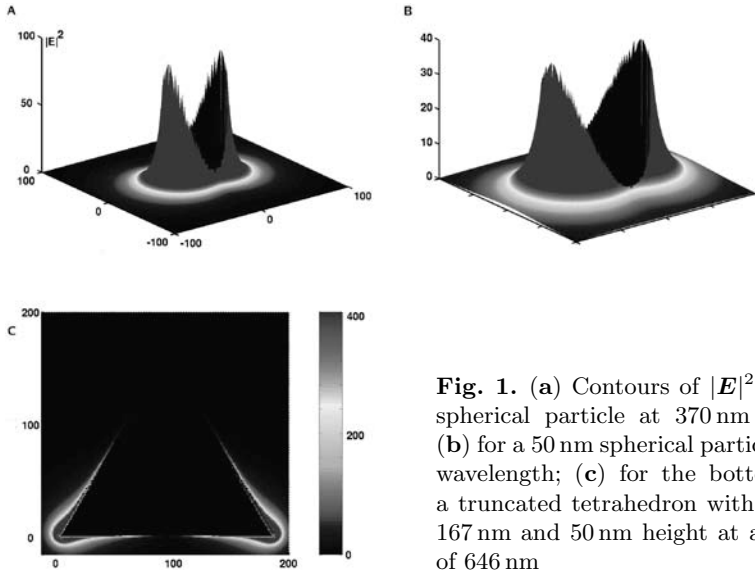 A
B
100
|E|²
50
0
100
0
-100
-100
0
100
40
30
20
10
0
C
200
100
0
0
100
200
400
200
0
Fig. 1. (a) Contours of |E|²
spherical particle at 370 nm
(b) for a 50 nm spherical partic
wavelength; (c) for the bott
a truncated tetrahedron with
167 nm and 50 nm height at a
of 646 nm